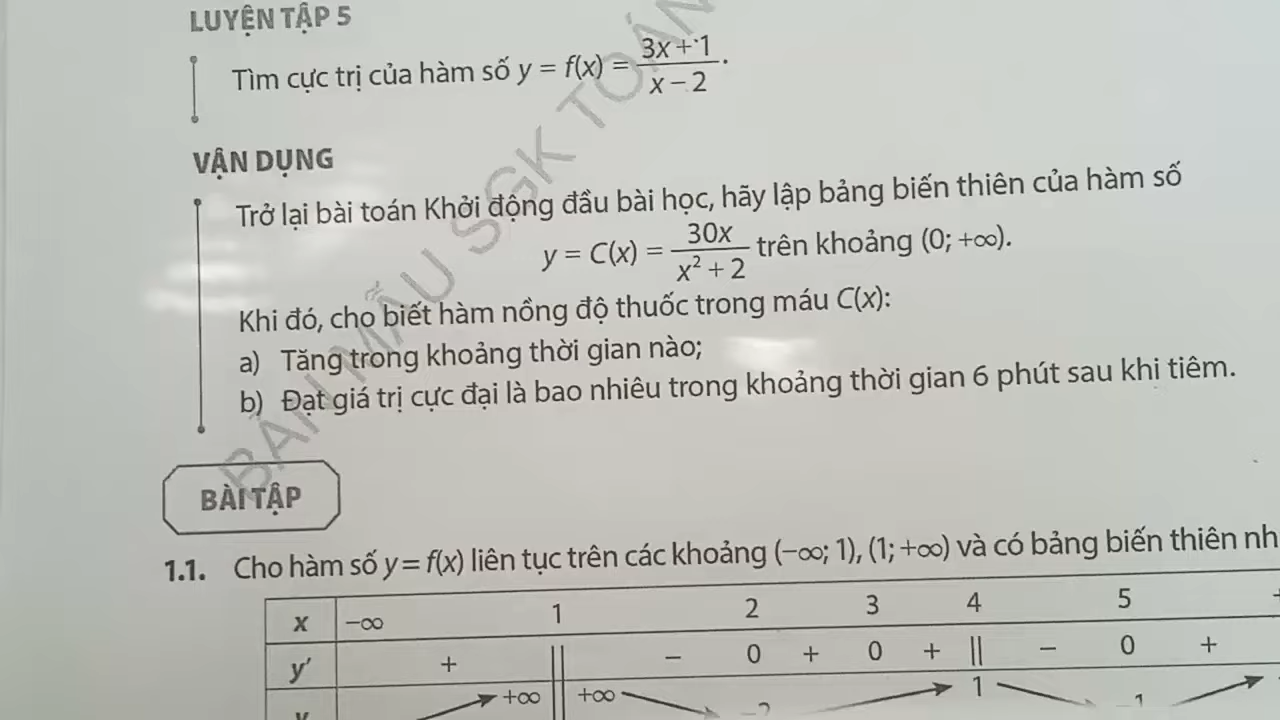 LUYỆN TẬP 5
Tìm cực trị của hàm số y = f(x) = (3x + 1)/(x – 2).
VẬN DỤNG
Trở lại bài toán Khởi động đầu bài học, hãy lập bảng biến thiên của hàm số
y = C(x) = 30x/(x² + 2) trên khoảng (0; +∞).
Khi đó, cho biết hàm nồng độ thuốc trong máu C(x):
a) Tăng trong khoảng thời gian nào;
b) Đạt giá trị cực đại là bao nhiêu trong khoảng thời gian 6 phút sau khi tiêm.
BẢN MẪU SGK TOÁN
BÀI TẬP
1.1. Cho hàm số y = f(x) liên tục trên các khoảng (–∞; 1), (1; +∞) và có bảng biến thiên nh
x –∞ 1 2 3 4 5
y' + || – 0 + 0 + || – 0 +
+∞ || +∞ 1